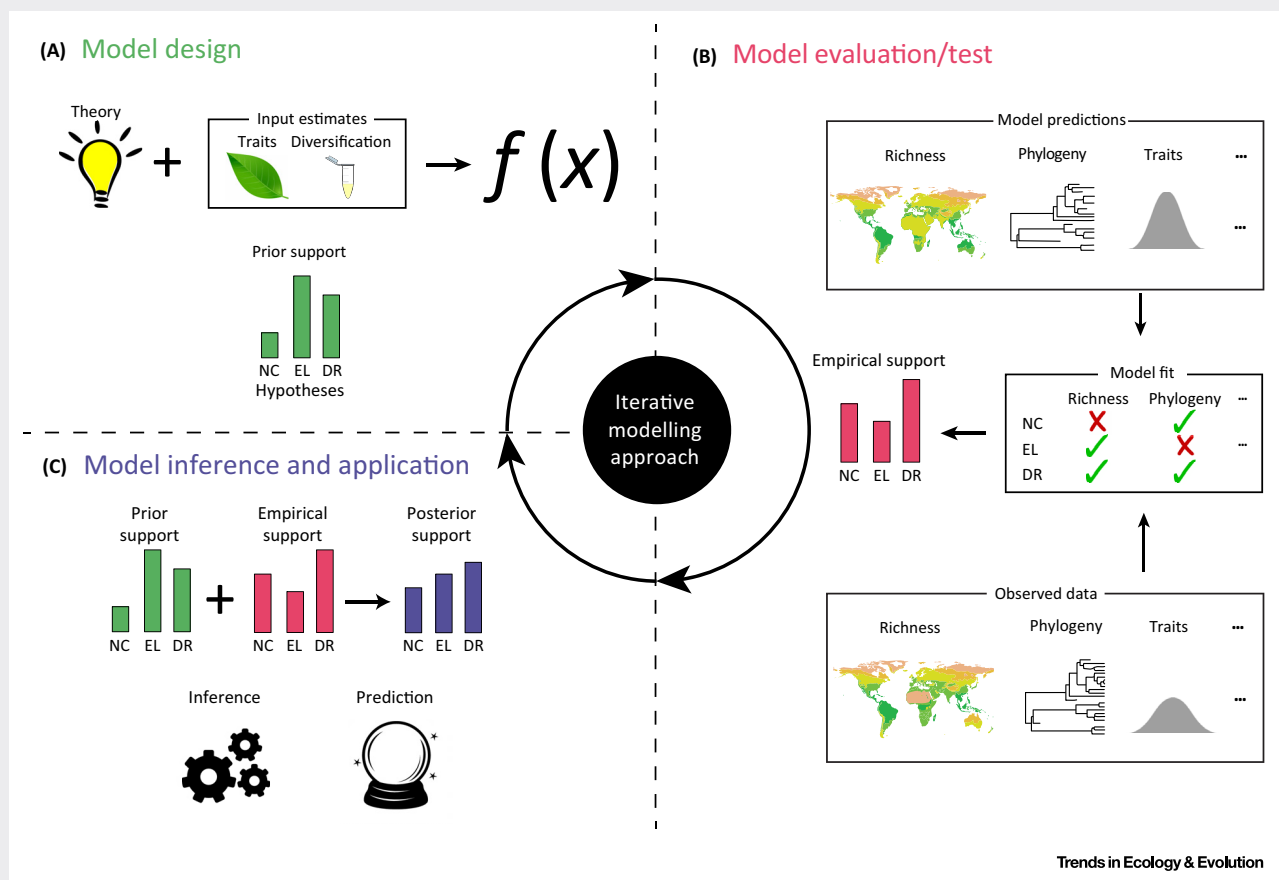 (A) Model design
Theory
Input estimates
Traits Diversification
+
f (x)
Prior support
NC EL DR
Hypotheses
(B) Model evaluation/test
Model predictions
Richness Phylogeny Traits ...
...
Empirical support
NC EL DR
Model fit
Richness Phylogeny ...
NC ✗ ✓
EL ✓ ✗ ...
DR ✓ ✓
Observed data
Richness Phylogeny Traits ...
...
Iterative
modelling
approach
(C) Model inference and application
Prior
support
Empirical
support
Posterior
support
+
NC EL DR
NC EL DR
NC EL DR
Inference
Prediction
Trends in Ecology & Evolution